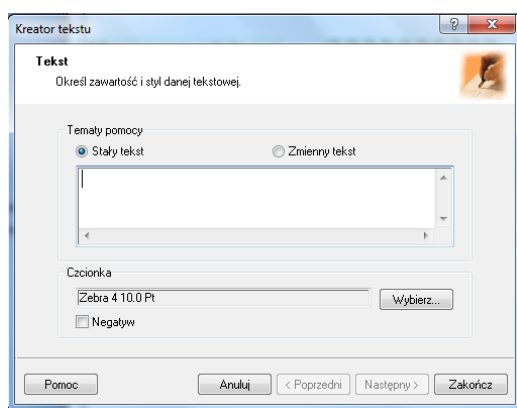 Kreator tekstu
Tekst
Określ zawartość i styl danej tekstowej.
Tematy pomocy
Stały tekst Zmienny tekst
Czcionka
Zebra 4 10.0 Pt Wybierz...
Negatyw
Pomoc Anuluj < Poprzedni Następny > Zakończ